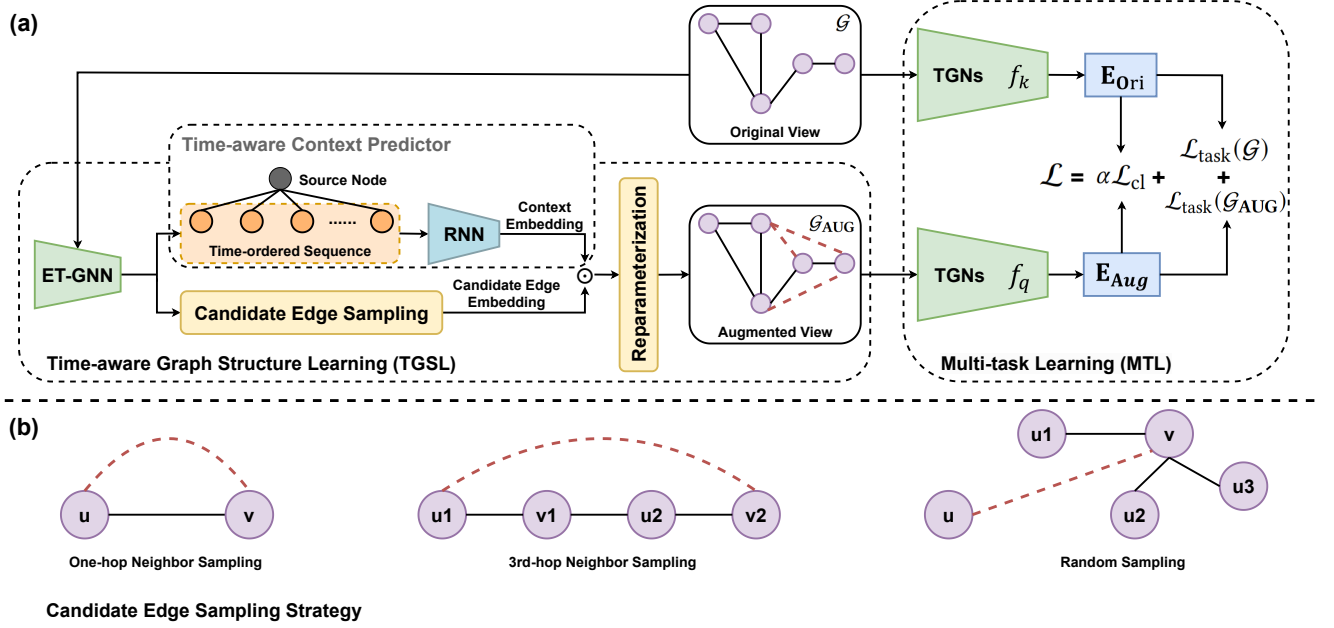 (a)
𝒢
Original View
TGNs f_k
E_Ori
Time-aware Context Predictor
Source Node
......
Time-ordered Sequence
RNN
Context
Embedding
ET-GNN
Candidate Edge Sampling
Candidate Edge
Embedding
⊙
Reparameterization
𝒢_AUG
Augmented View
Time-aware Graph Structure Learning (TGSL)
ℒ = αℒ_cl +
ℒ_task(𝒢)
+
ℒ_task(𝒢_AUG)
TGNs f_q
E_Aug
Multi-task Learning (MTL)
(b)
u v
One-hop Neighbor Sampling
u1 v1 u2 v2
3rd-hop Neighbor Sampling
u1 v
u3
u u2
Random Sampling
Candidate Edge Sampling Strategy